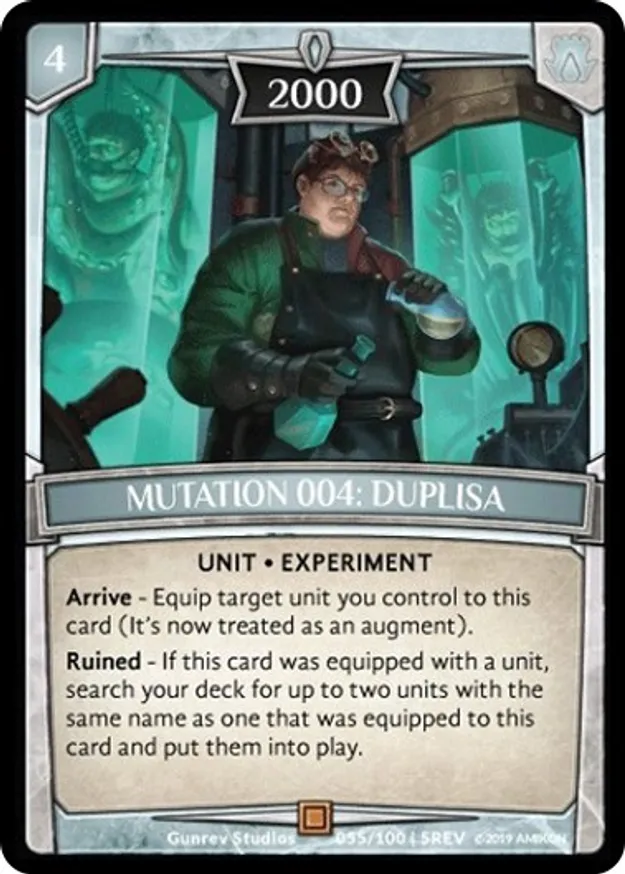 4
2000
MUTATION 004: DUPLISA
UNIT • EXPERIMENT
Arrive - Equip target unit you control to this
card (It's now treated as an augment).
Ruined - If this card was equipped with a unit,
search your deck for up to two units with the
same name as one that was equipped to this
card and put them into play.
Gunrev Studios 055/100 | SREV ©2019 AMIKON